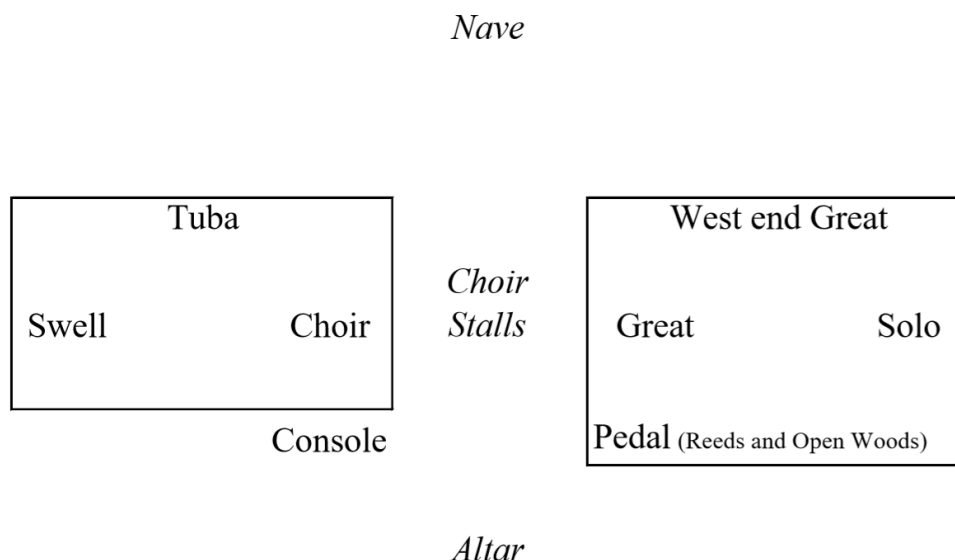 Nave
Tuba
West end Great
Choir
Stalls
Swell
Choir
Great
Solo
Console
Pedal (Reeds and Open Woods)
Altar